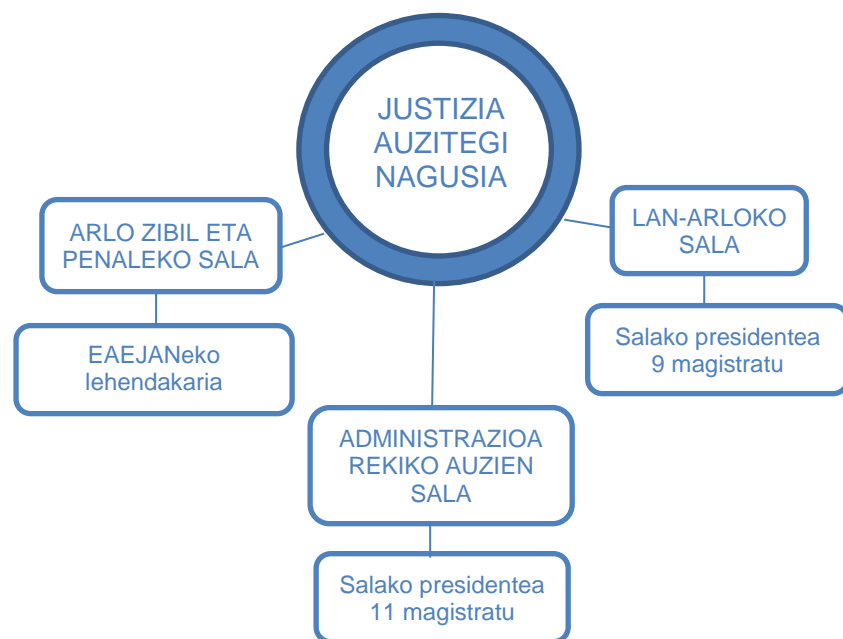 JUSTIZIA
AUZITEGI
NAGUSIA
ARLO ZIBIL ETA
PENALEKO SALA
EAEJANeko
lehendakaria
LAN-ARLOKO
SALA
Salako presidentea
9 magistratu
ADMINISTRAZIOA
REKIKO AUZIEN
SALA
Salako presidentea
11 magistratu